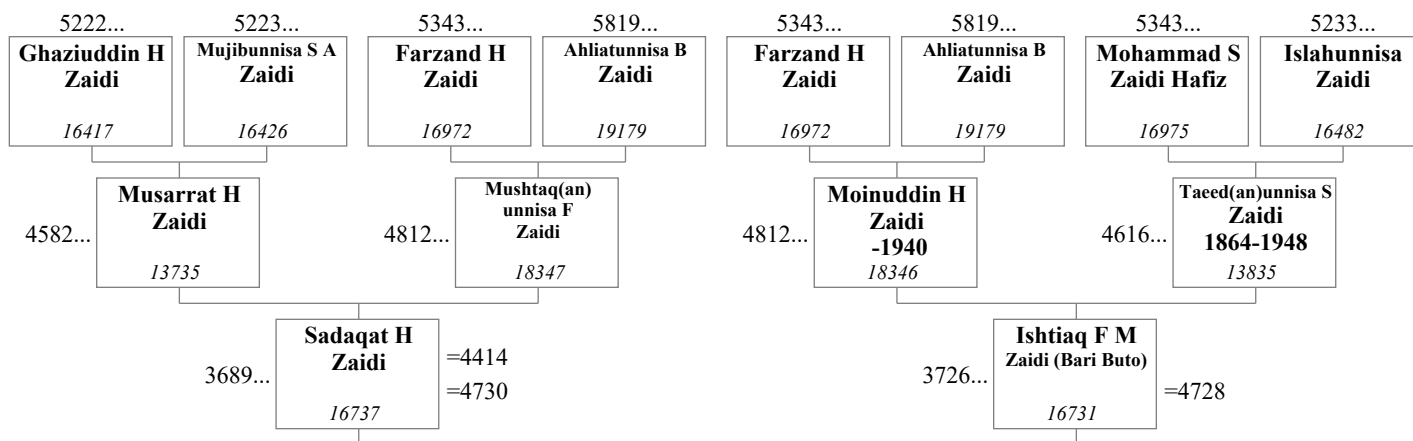 5222...
5223...
5343...
5819...
5343...
5819...
5343...
5233...
Ghaziuddin H
Zaidi
16417
Mujibunnisa S A
Zaidi
16426
Farzand H
Zaidi
16972
Ahliatunnisa B
Zaidi
19179
Farzand H
Zaidi
16972
Ahliatunnisa B
Zaidi
19179
Mohammad S
Zaidi Hafiz
16975
Islahunnisa
Zaidi
16482
4582...
Musarrat H
Zaidi
13735
4812...
Mushtaq(an)
unnisa F
Zaidi
18347
4812...
Moinuddin H
Zaidi
-1940
18346
4616...
Taeed(an)unnisa S
Zaidi
1864-1948
13835
3689...
Sadaqat H
Zaidi
16737
=4414
=4730
3726...
Ishtiaq F M
Zaidi (Bari Buto)
16731
=4728